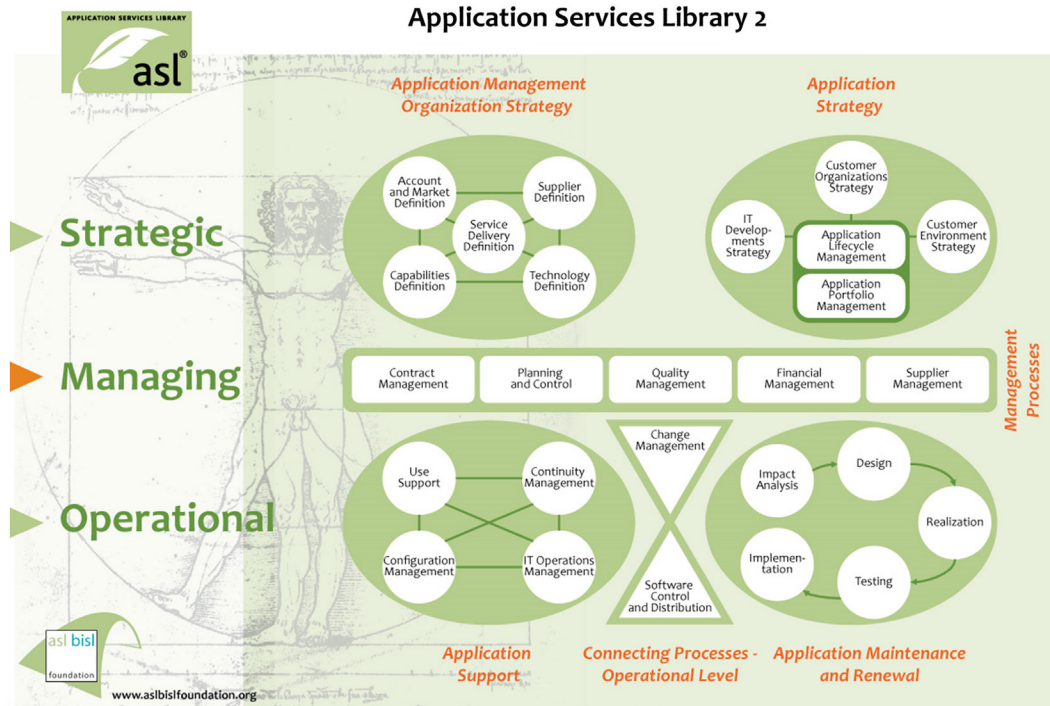 Application Services Library 2
APPLICATION SERVICES LIBRARY
asl®
Application Management
Organization Strategy
Application
Strategy
Strategic
Account
and Market
Definition
Supplier
Definition
Service
Delivery
Definition
Capabilities
Definition
Technology
Definition
Customer
Organizations
Strategy
IT
Develop-
ments
Strategy
Application
Lifecycle
Management
Customer
Environment
Strategy
Application
Portfolio
Management
Managing
Contract
Management
Planning
and Control
Quality
Management
Financial
Management
Supplier
Management
Management
Processes
Operational
Use
Support
Continuity
Management
Configuration
Management
IT Operations
Management
Change
Management
Software
Control
and Distribution
Impact
Analysis
Design
Realization
Testing
Implemen-
tation
Application
Support
Connecting Processes -
Operational Level
Application Maintenance
and Renewal
asl bisl
foundation
www.aslbislfoundation.org